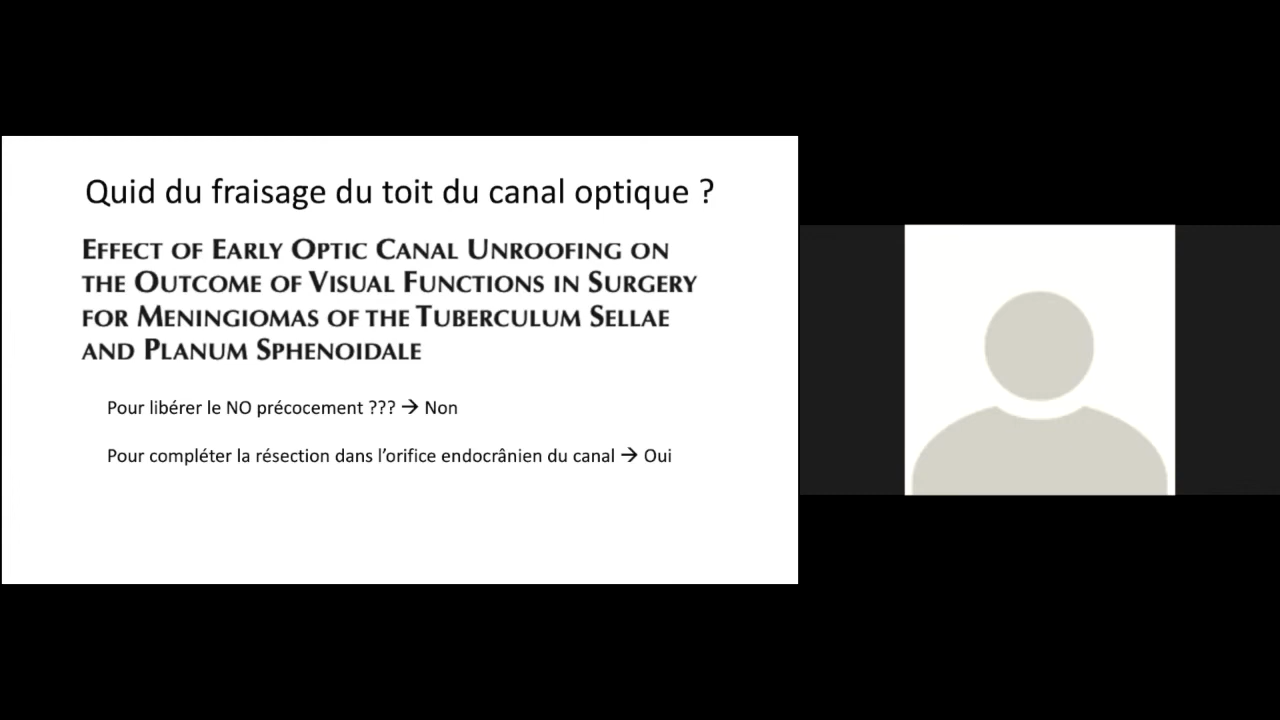 Quid du fraisage du toit du canal optique ?
EFFECT OF EARLY OPTIC CANAL UNROOFING ON
THE OUTCOME OF VISUAL FUNCTIONS IN SURGERY
FOR MENINGIOMAS OF THE TUBERCULUM SELLAE
AND PLANUM SPHENOIDALE
Pour libérer le NO précocement ??? → Non
Pour compléter la résection dans l’orifice endocrânien du canal → Oui